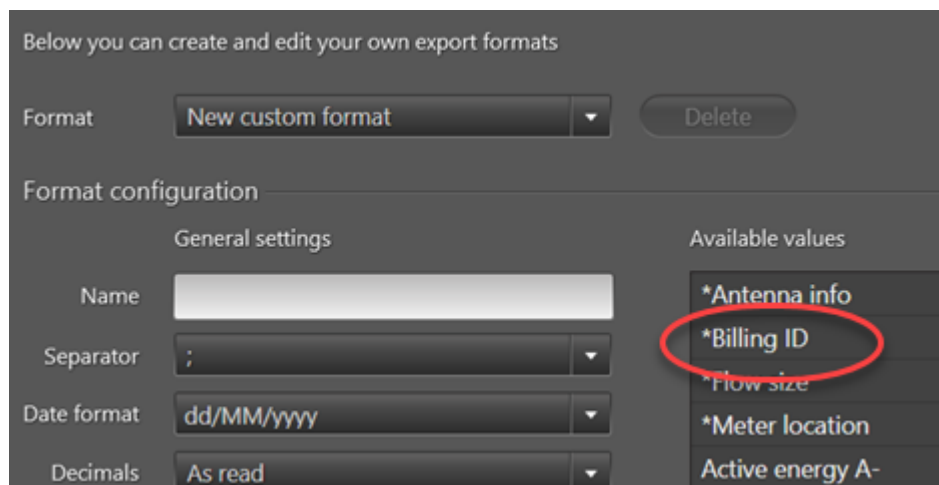 Below you can create and edit your own export formats
Format New custom format Delete
Format configuration
General settings Available values
Name *Antenna info
*Billing ID
Separator ;
*Flow size
Date format dd/MM/yyyy
*Meter location
Decimals As read Active energy A-